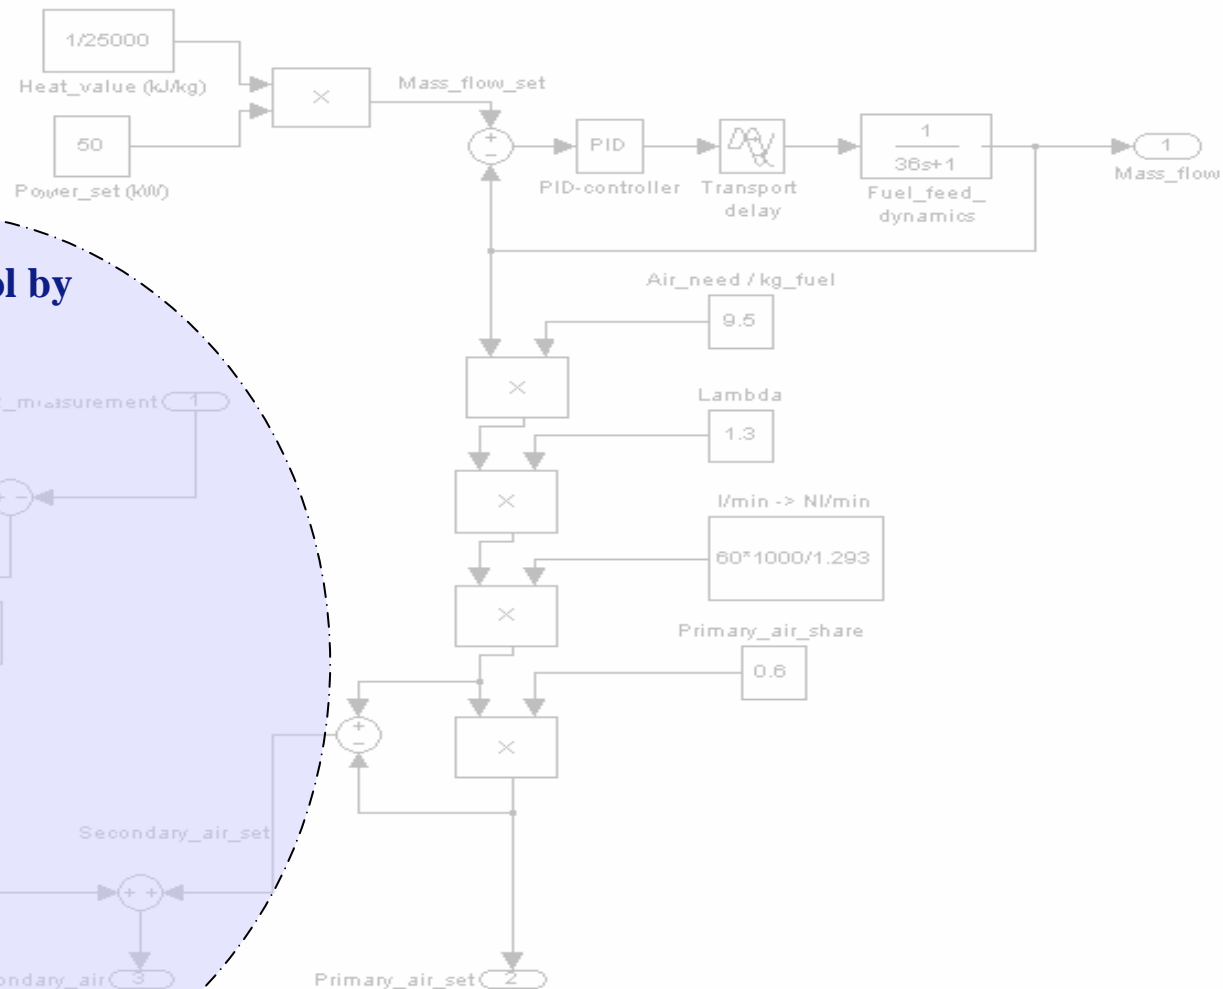 1/25000
Heat_value (kJ/kg)
×
Mass_flow_set
50
Power_set (kW)
+
−
PID
PID-controller
Transport
delay
1
36s+1
Fuel_feed_
dynamics
1
Mass_flow
by
Air_need / kg_fuel
9.5
×
Lambda
1.3
_measurement
1
+ −
×
l/min -> Nl/min
60*1000/1.293
×
Primary_air_share
0.6
+
−
×
Secondary_air_set
+ +
3
Primary_air_set
2